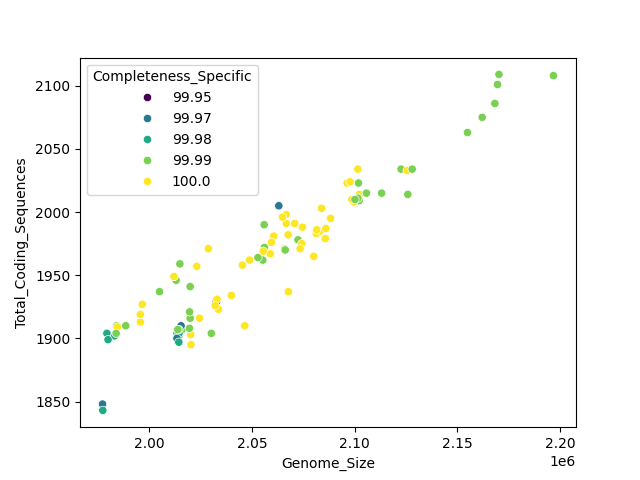 Completeness_Specific
99.95
99.97
99.98
99.99
100.0
Total_Coding_Sequences
2100
2050
2000
1950
1900
1850
2.00 2.05 2.10 2.15 2.20
1e6
Genome_Size